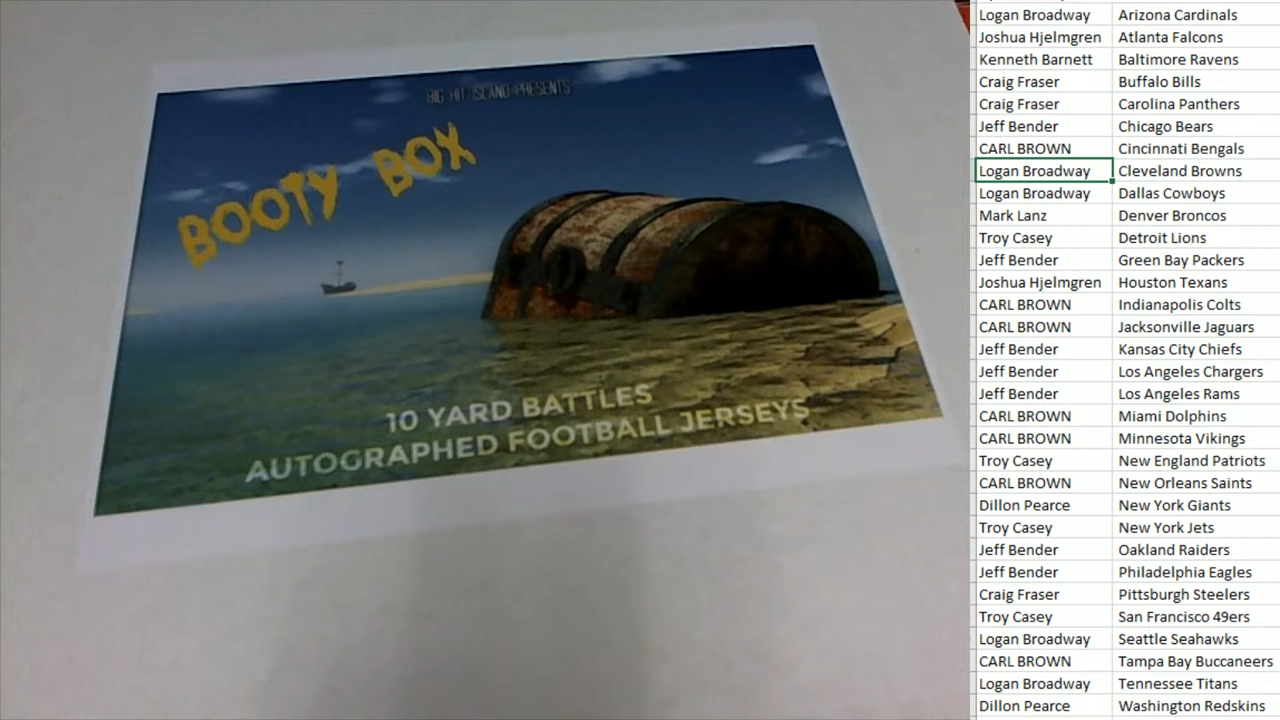 BIG HIT ISLAND PRESENTS
BOOTY BOX
10 YARD BATTLES
AUTOGRAPHED FOOTBALL JERSEYS
Logan Broadway Arizona Cardinals
Joshua Hjelmgren Atlanta Falcons
Kenneth Barnett Baltimore Ravens
Craig Fraser Buffalo Bills
Craig Fraser Carolina Panthers
Jeff Bender Chicago Bears
CARL BROWN Cincinnati Bengals
Logan Broadway Cleveland Browns
Logan Broadway Dallas Cowboys
Mark Lanz Denver Broncos
Troy Casey Detroit Lions
Jeff Bender Green Bay Packers
Joshua Hjelmgren Houston Texans
CARL BROWN Indianapolis Colts
CARL BROWN Jacksonville Jaguars
Jeff Bender Kansas City Chiefs
Jeff Bender Los Angeles Chargers
Jeff Bender Los Angeles Rams
CARL BROWN Miami Dolphins
CARL BROWN Minnesota Vikings
Troy Casey New England Patriots
CARL BROWN New Orleans Saints
Dillon Pearce New York Giants
Troy Casey New York Jets
Jeff Bender Oakland Raiders
Jeff Bender Philadelphia Eagles
Craig Fraser Pittsburgh Steelers
Troy Casey San Francisco 49ers
Logan Broadway Seattle Seahawks
CARL BROWN Tampa Bay Buccaneers
Logan Broadway Tennessee Titans
Dillon Pearce Washington Redskins